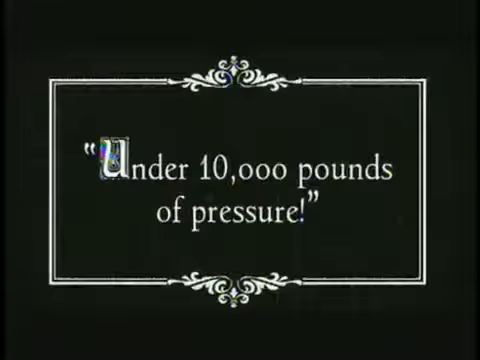 “Under 10,000 pounds
of pressure!”